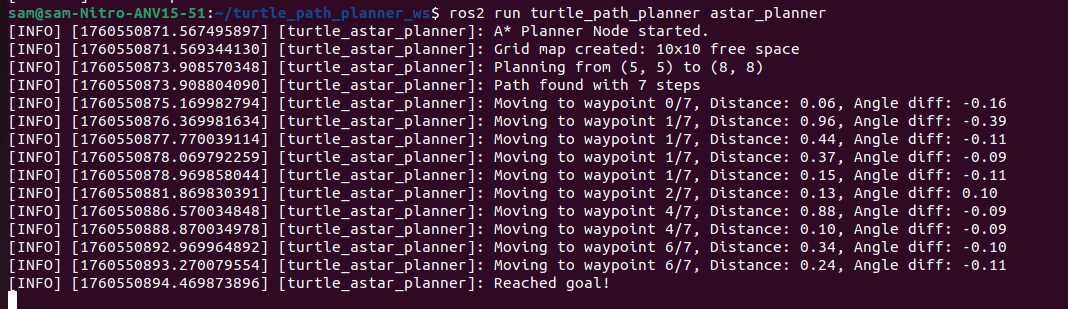 sam@sam-Nitro-ANV15-51:~/turtle_path_planner_ws$ ros2 run turtle_path_planner astar_planner
[INFO] [1760550871.567495897] [turtle_astar_planner]: A* Planner Node started.
[INFO] [1760550871.569344130] [turtle_astar_planner]: Grid map created: 10x10 free space
[INFO] [1760550873.908570348] [turtle_astar_planner]: Planning from (5, 5) to (8, 8)
[INFO] [1760550873.908804090] [turtle_astar_planner]: Path found with 7 steps
[INFO] [1760550875.169982794] [turtle_astar_planner]: Moving to waypoint 0/7, Distance: 0.06, Angle diff: -0.16
[INFO] [1760550876.369981634] [turtle_astar_planner]: Moving to waypoint 1/7, Distance: 0.96, Angle diff: -0.39
[INFO] [1760550877.770039114] [turtle_astar_planner]: Moving to waypoint 1/7, Distance: 0.44, Angle diff: -0.11
[INFO] [1760550878.069792259] [turtle_astar_planner]: Moving to waypoint 1/7, Distance: 0.37, Angle diff: -0.09
[INFO] [1760550878.969858044] [turtle_astar_planner]: Moving to waypoint 1/7, Distance: 0.15, Angle diff: -0.11
[INFO] [1760550881.869830391] [turtle_astar_planner]: Moving to waypoint 2/7, Distance: 0.13, Angle diff: 0.10
[INFO] [1760550886.570034848] [turtle_astar_planner]: Moving to waypoint 4/7, Distance: 0.88, Angle diff: -0.09
[INFO] [1760550888.870034978] [turtle_astar_planner]: Moving to waypoint 4/7, Distance: 0.10, Angle diff: -0.09
[INFO] [1760550892.969964892] [turtle_astar_planner]: Moving to waypoint 6/7, Distance: 0.34, Angle diff: -0.10
[INFO] [1760550893.270079554] [turtle_astar_planner]: Moving to waypoint 6/7, Distance: 0.24, Angle diff: -0.11
[INFO] [1760550894.469873896] [turtle_astar_planner]: Reached goal!